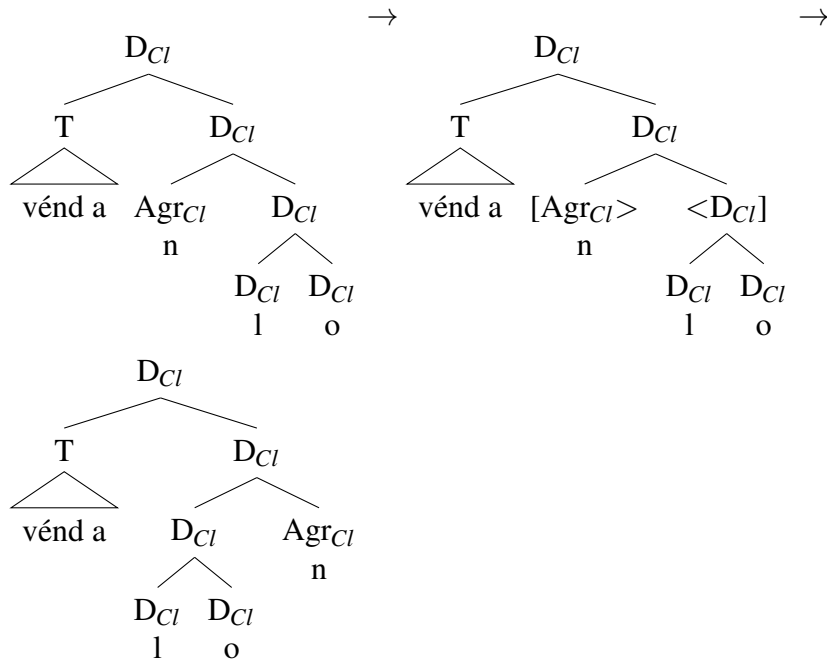 → →
D_Cl D_Cl
T D_Cl T D_Cl
vénd a Agr_Cl D_Cl vénd a [Agr_Cl> <D_Cl]
n n
D_Cl D_Cl D_Cl D_Cl
l o l o
D_Cl
T D_Cl
vénd a D_Cl Agr_Cl
n
D_Cl D_Cl
l o